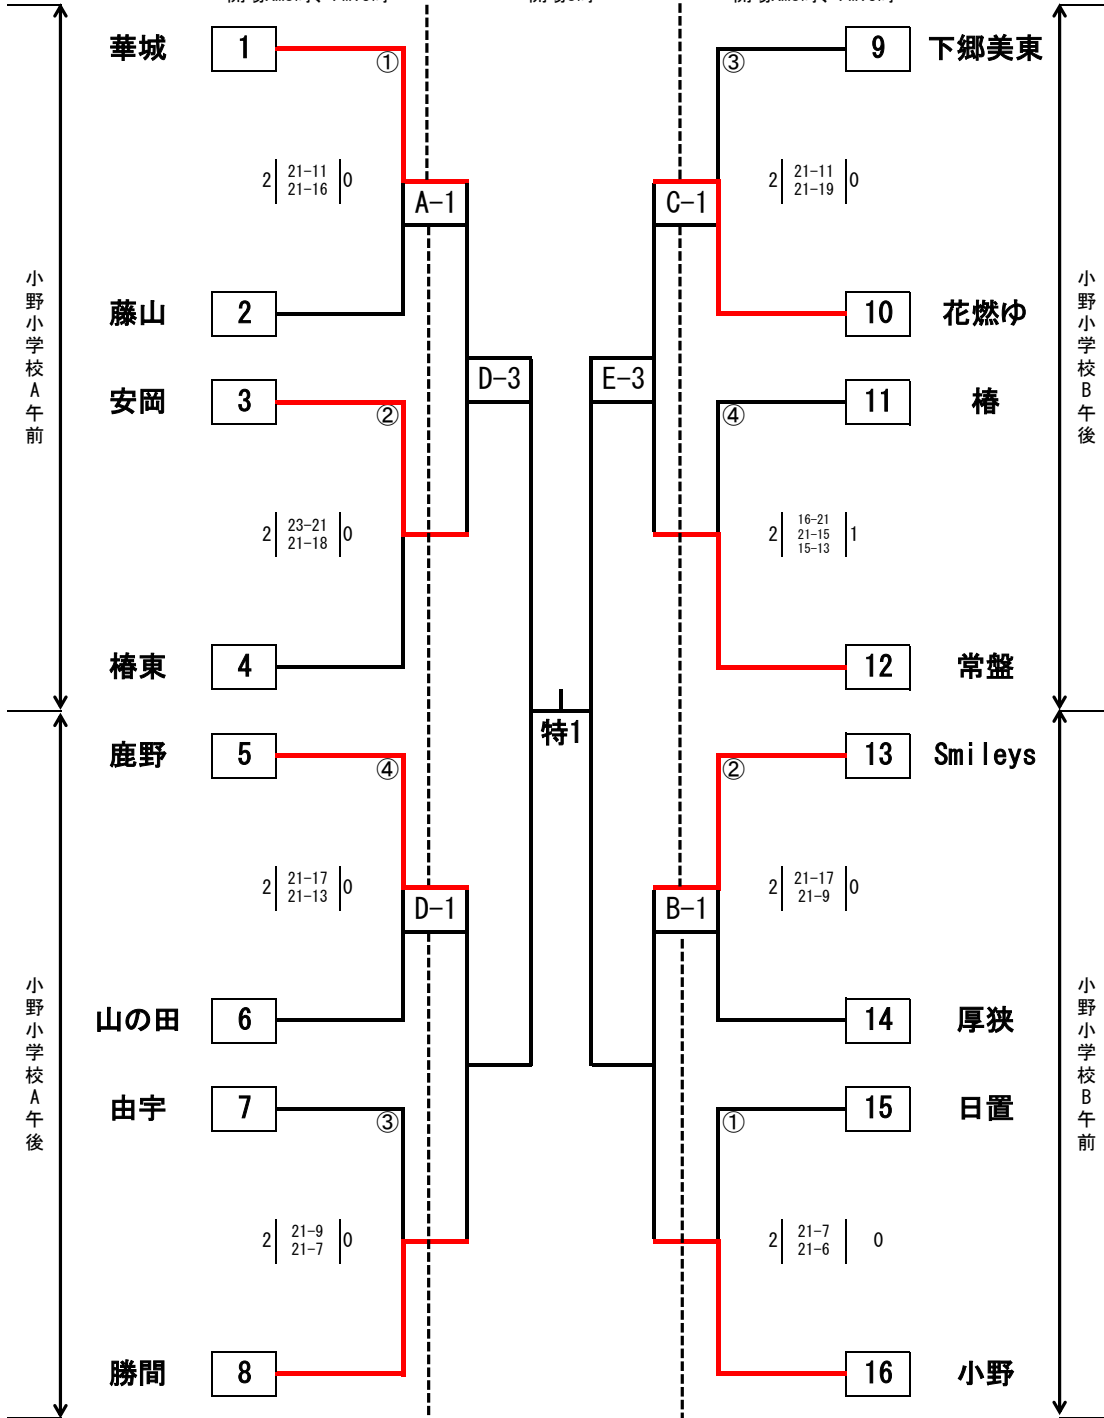 華城 1 ① ③ 9 下郷美東
2 21-11 0 2 21-11 0
21-16 21-19
A-1 C-1
藤山 2 10 花燃ゆ
D-3 E-3
安岡 3 ② ④ 11 椿
2 23-21 0 2 16-21 1
21-18 21-15
15-13
椿東 4 12 常盤
特1
鹿野 5 ④ ② 13 Smileys
2 21-17 0 2 21-17 0
21-13 21-9
D-1 B-1
山の田 6 14 厚狭
由宇 7 ③ ① 15 日置
2 21-9 0 2 21-7 0
21-7 21-6
勝間 8 16 小野
小野小学校A午前
小野小学校A午後
小野小学校B午後
小野小学校B午前